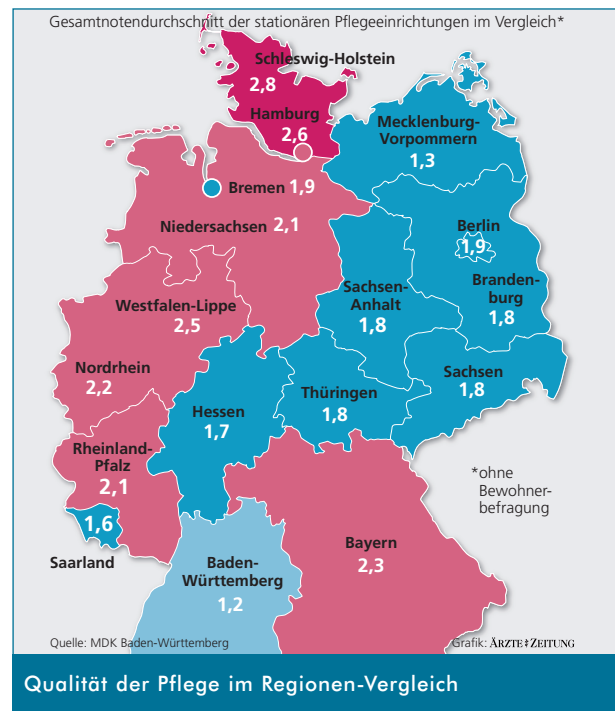 Gesamtnotendurchschnitt der stationären Pflegeeinrichtungen im Vergleich*
Schleswig-Holstein
2,8
Hamburg
2,6
Mecklenburg-
Vorpommern
1,3
Bremen 1,9
Niedersachsen 2,1
Berlin
1,9
Branden-
burg
1,8
Sachsen-
Anhalt
1,8
Westfalen-Lippe
2,5
Nordrhein
2,2
Hessen
1,7
Thüringen
1,8
Sachsen
1,8
Rheinland-
Pfalz
2,1
1,6
Saarland
*ohne
Bewohner-
befragung
Baden-
Württemberg
1,2
Bayern
2,3
Quelle: MDK Baden-Württemberg
Grafik: ÄRZTE ZEITUNG
Qualität der Pflege im Regionen-Vergleich